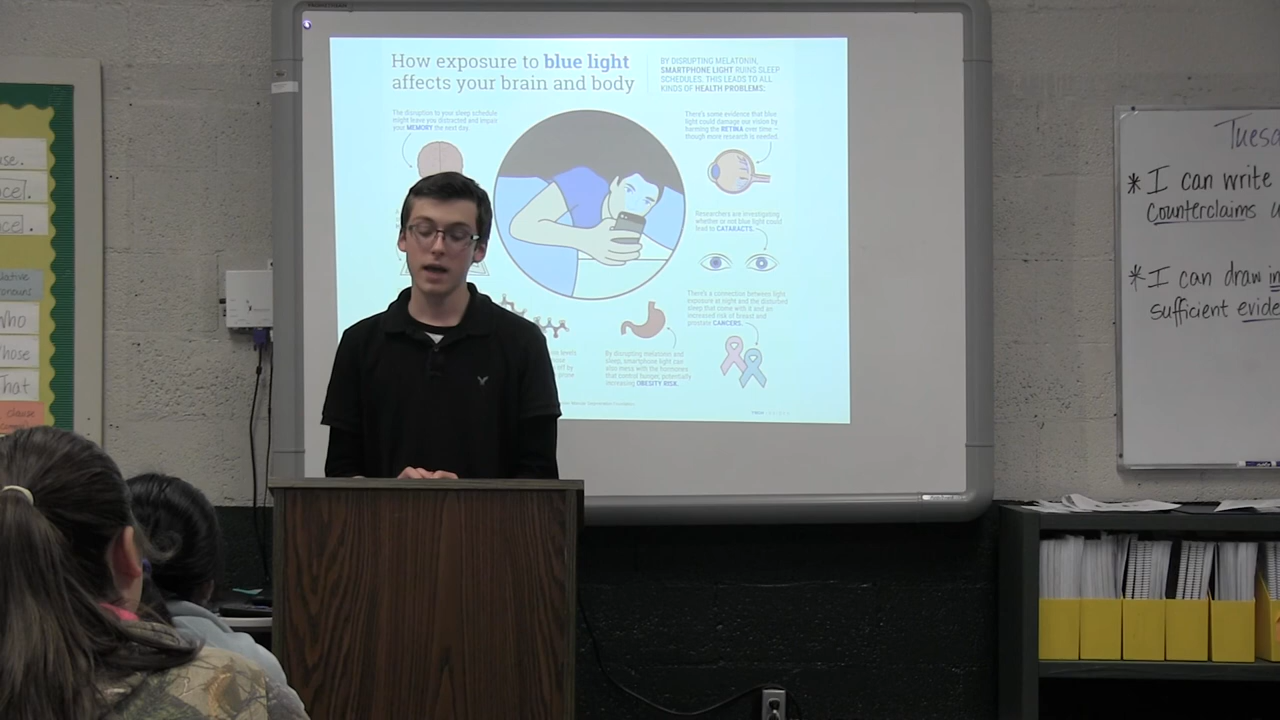 How exposure to blue light
affects your brain and body
BY DISRUPTING MELATONIN,
SMARTPHONE LIGHT RUINS SLEEP
SCHEDULES. THIS LEADS TO ALL
KINDS OF HEALTH PROBLEMS:
The disruption to your sleep schedule
might leave you distracted and impair
your MEMORY the next day.
There's some evidence that blue
light could damage our vision by
harming the RETINA over time —
though more research is needed.
Researchers are investigating
whether or not blue light could
lead to CATARACTS.
There's a connection between light
exposure at night and the disturbed
sleep that come with it and an
increased risk of breast and
prostate CANCERS.
By disrupting melatonin and
sleep, smartphone light can
also mess with the hormones
that control hunger, potentially
increasing OBESITY RISK.
Who
That
* I can write
counterclaims
* I can draw
sufficient